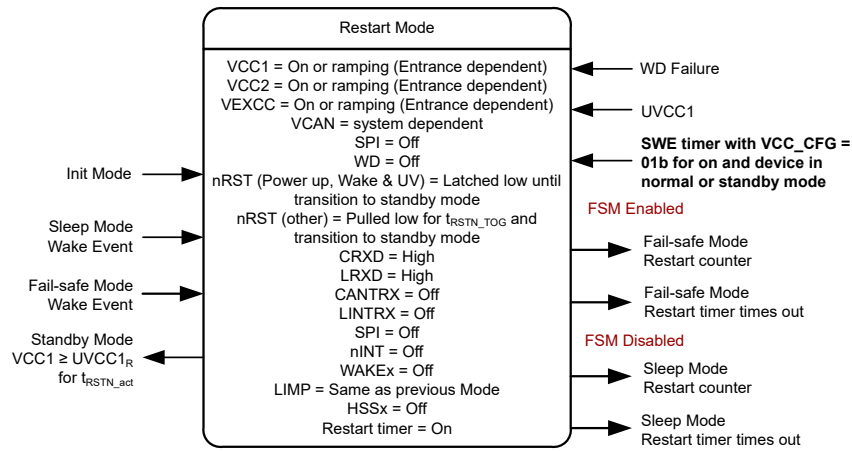 Restart Mode
VCC1 = On or ramping (Entrance dependent)
VCC2 = On or ramping (Entrance dependent)
VEXCC = On or ramping (Entrance dependent)
VCAN = system dependent
SPI = Off
WD = Off
nRST (Power up, Wake & UV) = Latched low until
transition to standby mode
nRST (other) = Pulled low for tRSTN_TOG and
transition to standby mode
CRXD = High
LRXD = High
CANTRX = Off
LINTRX = Off
SPI = Off
nINT = Off
WAKEx = Off
LIMP = Same as previous Mode
HSSx = Off
Restart timer = On
Init Mode
Sleep Mode
Wake Event
Fail-safe Mode
Wake Event
Standby Mode
VCC1 ≥ UVCC1R
for tRSTN_act
WD Failure
UVCC1
SWE timer with VCC_CFG =
01b for on and device in
normal or standby mode
FSM Enabled
Fail-safe Mode
Restart counter
Fail-safe Mode
Restart timer times out
FSM Disabled
Sleep Mode
Restart counter
Sleep Mode
Restart timer times out